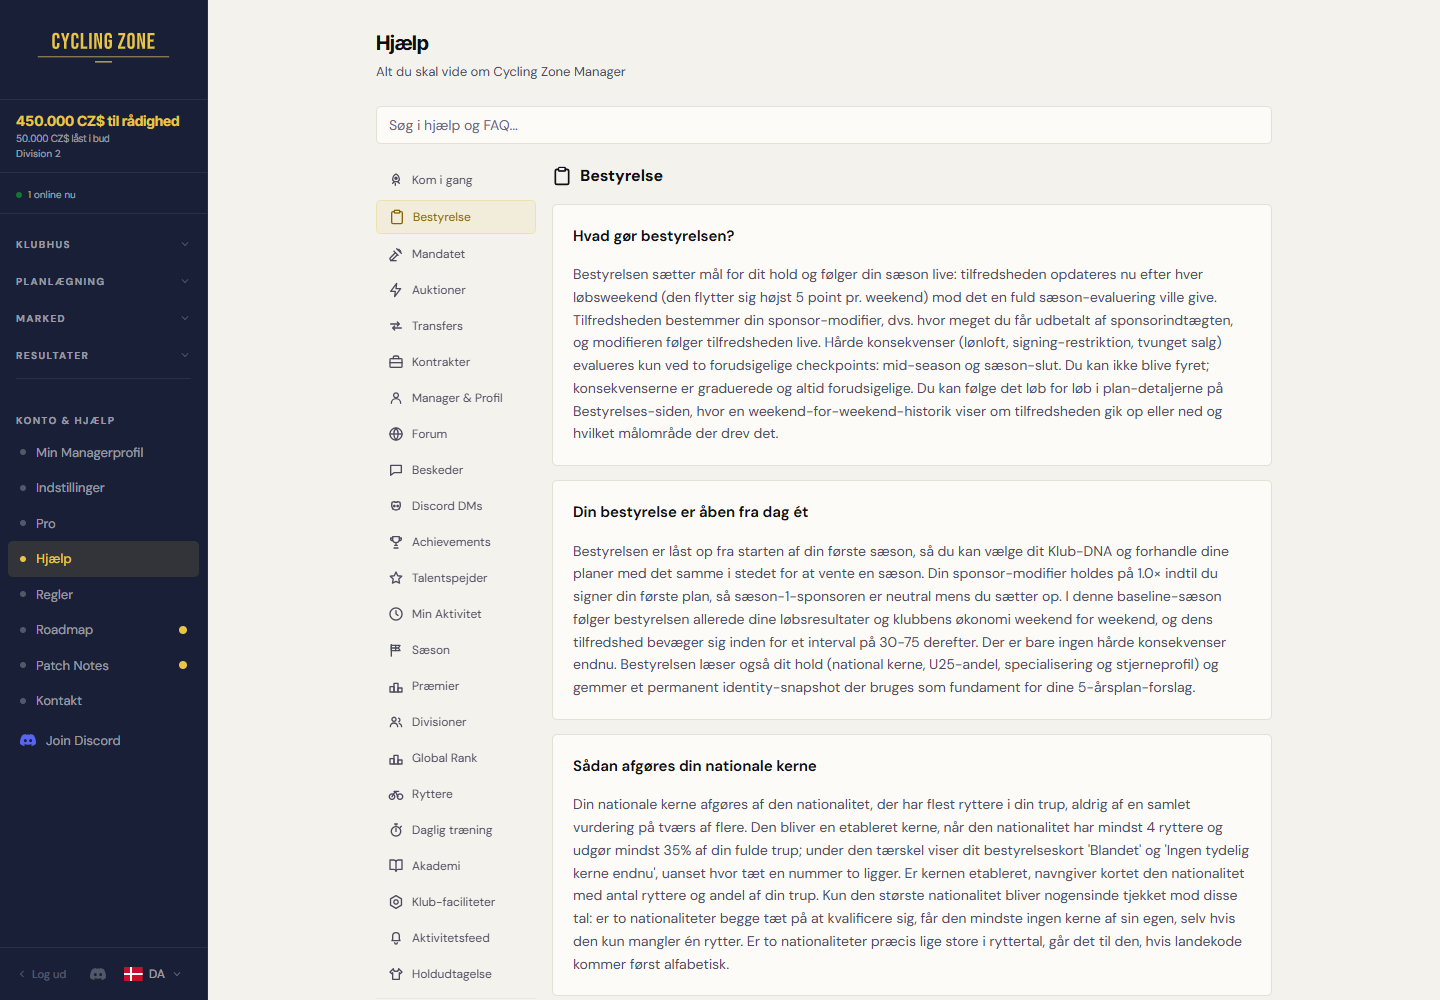 CYCLING ZONE
450.000 CZ$ til rådighed
50.000 CZ$ låst i bud
Division 2
1 online nu
KLUBHUS
PLANLÆGNING
MARKED
RESULTATER
KONTO & HJÆLP
Min Managerprofil
Indstillinger
Pro
Hjælp
Regler
Roadmap
Patch Notes
Kontakt
Join Discord
Log ud
DA
Hjælp
Alt du skal vide om Cycling Zone Manager
Søg i hjælp og FAQ...
Kom i gang
Bestyrelse
Mandatet
Auktioner
Transfers
Kontrakter
Manager & Profil
Forum
Beskeder
Discord DMs
Achievements
Talentspejder
Min Aktivitet
Sæson
Præmier
Divisioner
Global Rank
Ryttere
Daglig træning
Akademi
Klub-faciliteter
Aktivitetsfeed
Holdudtagelse
Bestyrelse
Hvad gør bestyrelsen?
Bestyrelsen sætter mål for dit hold og følger din sæson live: tilfredsheden opdateres nu efter hver
løbsweekend (den flytter sig højst 5 point pr. weekend) mod det en fuld sæson-evaluering ville give.
Tilfredsheden bestemmer din sponsor-modifier, dvs. hvor meget du får udbetalt af sponsorindtægten,
og modifieren følger tilfredsheden live. Hårde konsekvenser (lønloft, signing-restriktion, tvunget salg)
evalueres kun ved to forudsigelige checkpoints: mid-season og sæson-slut. Du kan ikke blive fyret;
konsekvenserne er graduerede og altid forudsigelige. Du kan følge det løb for løb i plan-detaljerne på
Bestyrelses-siden, hvor en weekend-for-weekend-historik viser om tilfredsheden gik op eller ned og
hvilket målområde der drev det.
Din bestyrelse er åben fra dag ét
Bestyrelsen er låst op fra starten af din første sæson, så du kan vælge dit Klub-DNA og forhandle dine
planer med det samme i stedet for at vente en sæson. Din sponsor-modifier holdes på 1.0× indtil du
signer din første plan, så sæson-1-sponsoren er neutral mens du sætter op. I denne baseline-sæson
følger bestyrelsen allerede dine løbsresultater og klubbens økonomi weekend for weekend, og dens
tilfredshed bevæger sig inden for et interval på 30-75 derefter. Der er bare ingen hårde konsekvenser
endnu. Bestyrelsen læser også dit hold (national kerne, U25-andel, specialisering og stjerneprofil) og
gemmer et permanent identity-snapshot der bruges som fundament for dine 5-årsplan-forslag.
Sådan afgøres din nationale kerne
Din nationale kerne afgøres af den nationalitet, der har flest ryttere i din trup, aldrig af en samlet
vurdering på tværs af flere. Den bliver en etableret kerne, når den nationalitet har mindst 4 ryttere og
udgør mindst 35% af din fulde trup; under den tærskel viser dit bestyrelseskort 'Blandet' og 'Ingen tydelig
kerne endnu', uanset hvor tæt en nummer to ligger. Er kernen etableret, navngiver kortet den nationalitet
med antal ryttere og andel af din trup. Kun den største nationalitet bliver nogensinde tjekket mod disse
tal: er to nationaliteter begge tæt på at kvalificere sig, får den mindste ingen kerne af sin egen, selv hvis
den kun mangler én rytter. Er to nationaliteter præcis lige store i ryttertal, går det til den, hvis landekode
kommer først alfabetisk.